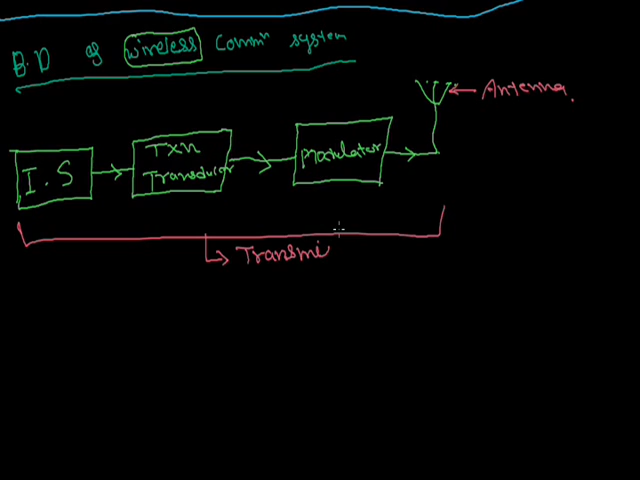 B.D of wireless Commn system
Antenna.
I.S
Txn
Transducer
Modulator
Transmi